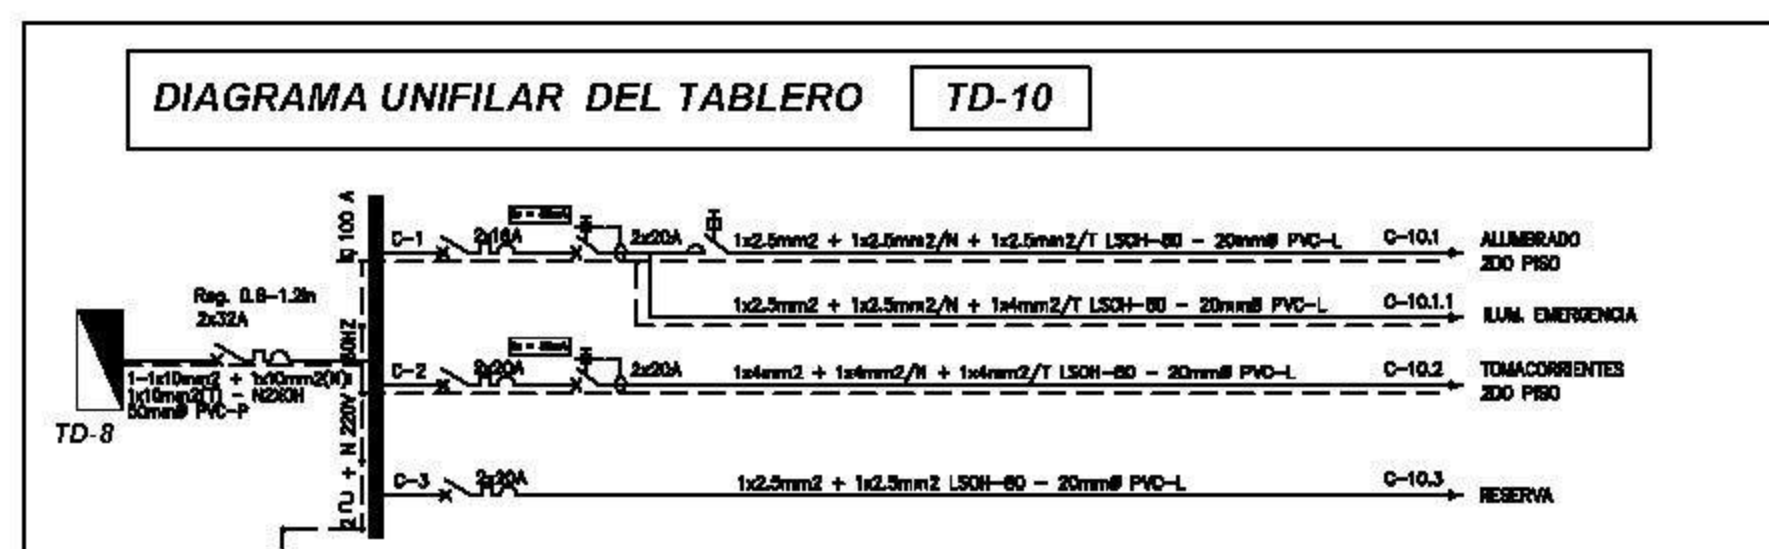 DIAGRAMA UNIFILAR DEL TABLERO TD-10
100 A
C-1 2x16A 2x20A 1x2.5mm2 + 1x2.5mm2/N + 1x2.5mm2/T LSOH-80 - 20mmØ PVC-L C-10.1 ALUMBRADO
2DO PISO
Reg. 0.8-1.2In
2x32A
1x2.5mm2 + 1x2.5mm2/N + 1x4mm2/T LSOH-80 - 20mmØ PVC-L C-10.1.1 ILUM. EMERGENCIA
60HZ
C-2 2x20A 2x20A 1x4mm2 + 1x4mm2/N + 1x4mm2/T LSOH-80 - 20mmØ PVC-L C-10.2 TOMACORRIENTES
2DO PISO
1-1x10mm2 + 1x10mm2(N)
1x10mm2(T) - N2XOH
50mmØ PVC-P
TD-8
+ N 220V
C-3 2x20A 1x2.5mm2 + 1x2.5mm2 LSOH-80 - 20mmØ PVC-L C-10.3 RESERVA